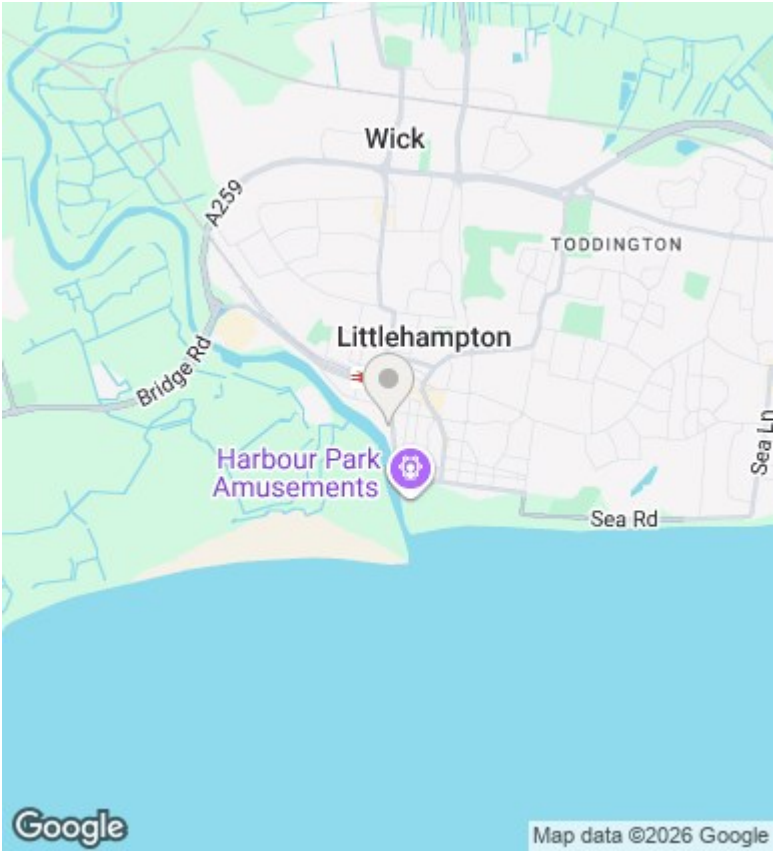 Wick
A259
TODDINGTON
Littlehampton
Bridge Rd
Sea Ln
Harbour Park
Amusements
Sea Rd
Google
Map data ©2026 Google